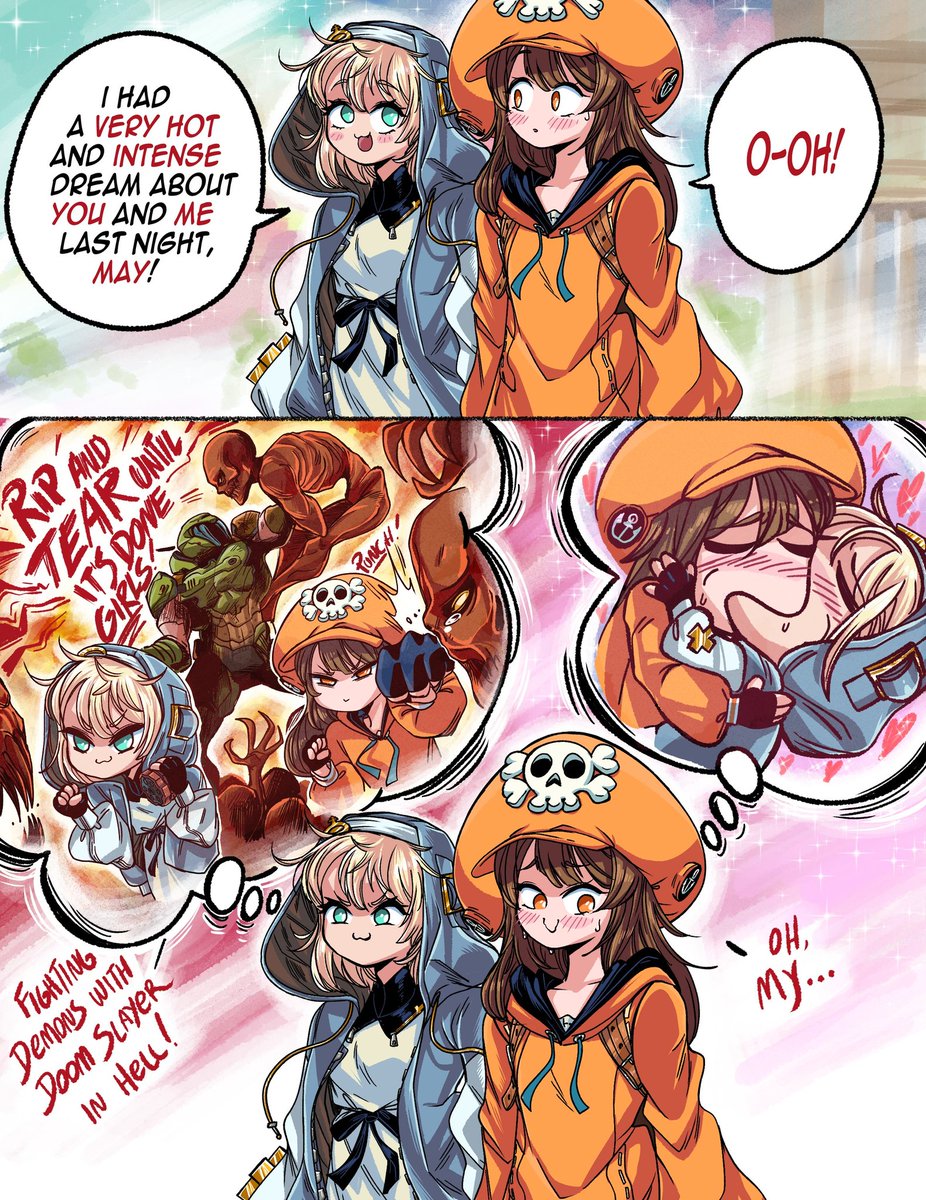 I HAD
A VERY HOT
AND INTENSE
DREAM ABOUT
YOU AND ME
LAST NIGHT,
MAY!
O-OH!
RIP AND
TEAR UNTIL
IT'S DONE
GIRLS!
PUNCH!
FIGHTING
DEMONS WITH
DOOM SLAYER
IN HELL!
OH,
MY...